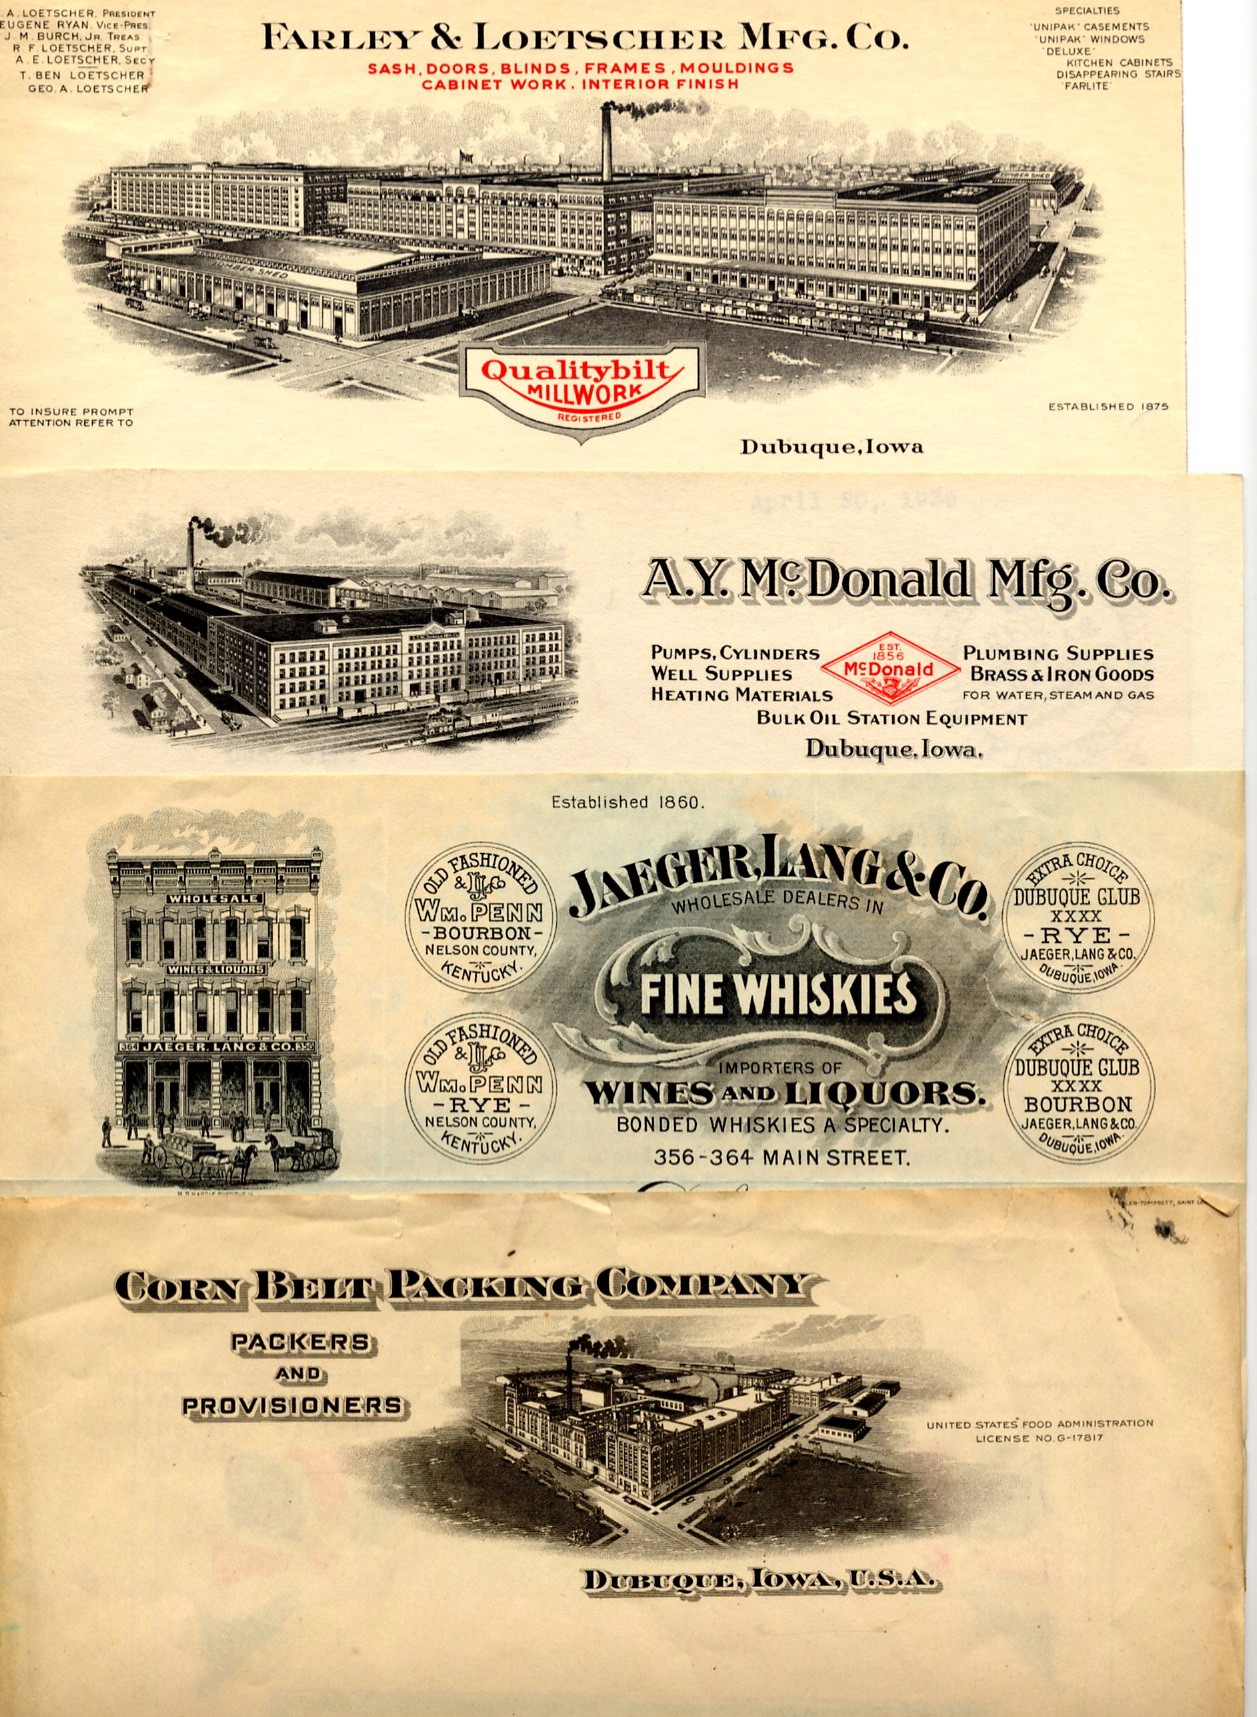 A. LOETSCHER, PRESIDENT
EUGENE RYAN, VICE-PRES.
J. M. BURCH, JR. TREAS.
R F LOETSCHER, SUPT.
A. E. LOETSCHER, SEC'Y
T. BEN LOETSCHER
GEO. A. LOETSCHER
FARLEY & LOETSCHER MFG. CO.
SASH, DOORS, BLINDS, FRAMES, MOULDINGS
CABINET WORK. INTERIOR FINISH
SPECIALTIES
'UNIPAK' CASEMENTS
'UNIPAK' WINDOWS
'DELUXE'
KITCHEN CABINETS
DISAPPEARING STAIRS
'FARLITE'
SHED
Qualitybilt
MILLWORK
REGISTERED
TO INSURE PROMPT
ATTENTION REFER TO
ESTABLISHED 1875
Dubuque, Iowa
A.Y. McDonald Mfg. Co.
PUMPS, CYLINDERS
WELL SUPPLIES
HEATING MATERIALS
EST.
1856
McDonald
PLUMBING SUPPLIES
BRASS & IRON GOODS
FOR WATER, STEAM AND GAS
BULK OIL STATION EQUIPMENT
Dubuque, Iowa.
Established 1860.
WHOLESALE
WINES & LIQUORS
364 JAEGER, LANG & CO. 356
OLD FASHIONED
& Co
WM. PENN
-BOURBON-
NELSON COUNTY,
KENTUCKY.
OLD FASHIONED
& Co
WM. PENN
-RYE-
NELSON COUNTY,
KENTUCKY.
JAEGER, LANG & CO.
WHOLESALE DEALERS IN
FINE WHISKIES
IMPORTERS OF
WINES AND LIQUORS.
BONDED WHISKIES A SPECIALTY.
356-364 MAIN STREET.
EXTRA CHOICE
DUBUQUE CLUB
XXXX
-RYE-
JAEGER, LANG & CO.
DUBUQUE, IOWA.
EXTRA CHOICE
DUBUQUE CLUB
XXXX
BOURBON
JAEGER, LANG & CO.
DUBUQUE, IOWA.
CORN BELT PACKING COMPANY
PACKERS
AND
PROVISIONERS
UNITED STATES FOOD ADMINISTRATION
LICENSE NO. G-17817
DUBUQUE, IOWA, U.S.A.